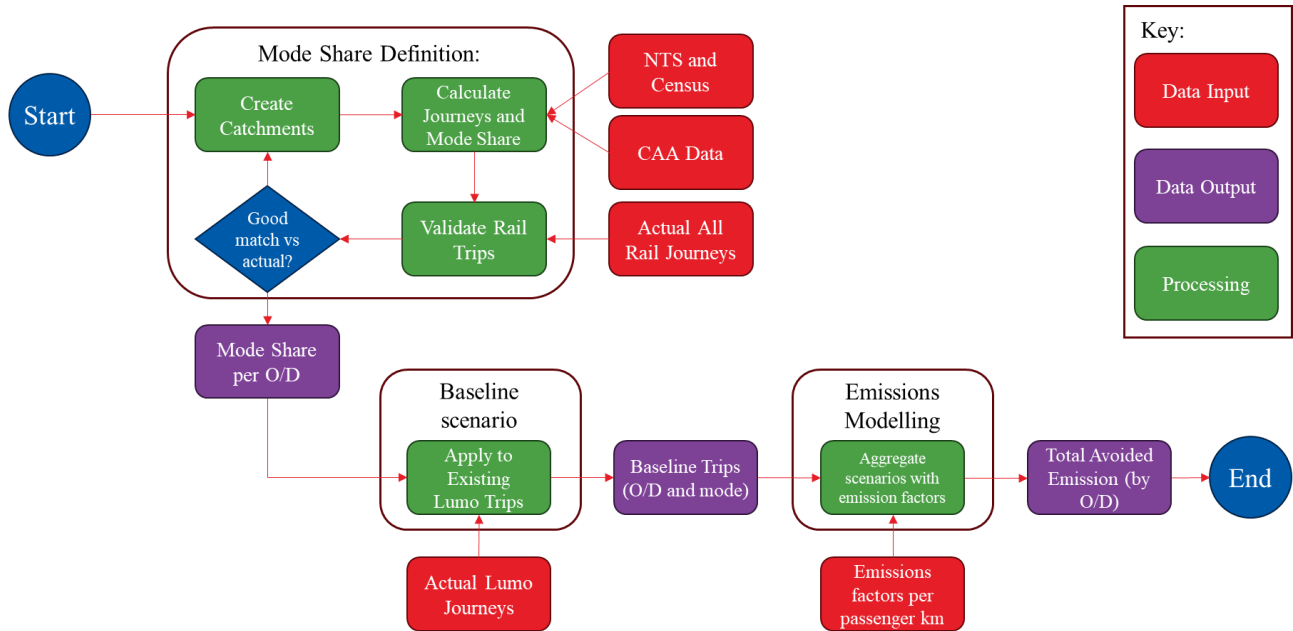 Mode Share Definition:
Start
Create
Catchments
Calculate
Journeys and
Mode Share
NTS and
Census
CAA Data
Good
match vs
actual?
Validate Rail
Trips
Actual All
Rail Journeys
Key:
Data Input
Data Output
Processing
Mode Share
per O/D
Baseline
scenario
Apply to
Existing
Lumo Trips
Actual Lumo
Journeys
Baseline Trips
(O/D and mode)
Emissions
Modelling
Aggregate
scenarios with
emission factors
Emissions
factors per
passenger km
Total Avoided
Emission (by
O/D)
End